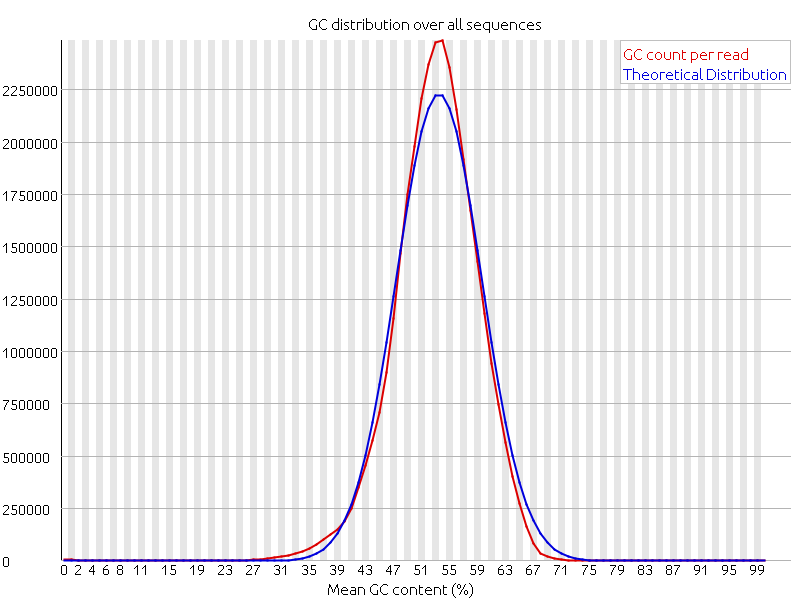 GC distribution over all sequences
GC count per read
Theoretical Distribution
2250000
2000000
1750000
1500000
1250000
1000000
750000
500000
250000
0
0 2 4 6 8 11 15 19 23 27 31 35 39 43 47 51 55 59 63 67 71 75 79 83 87 91 95 99
Mean GC content (%)